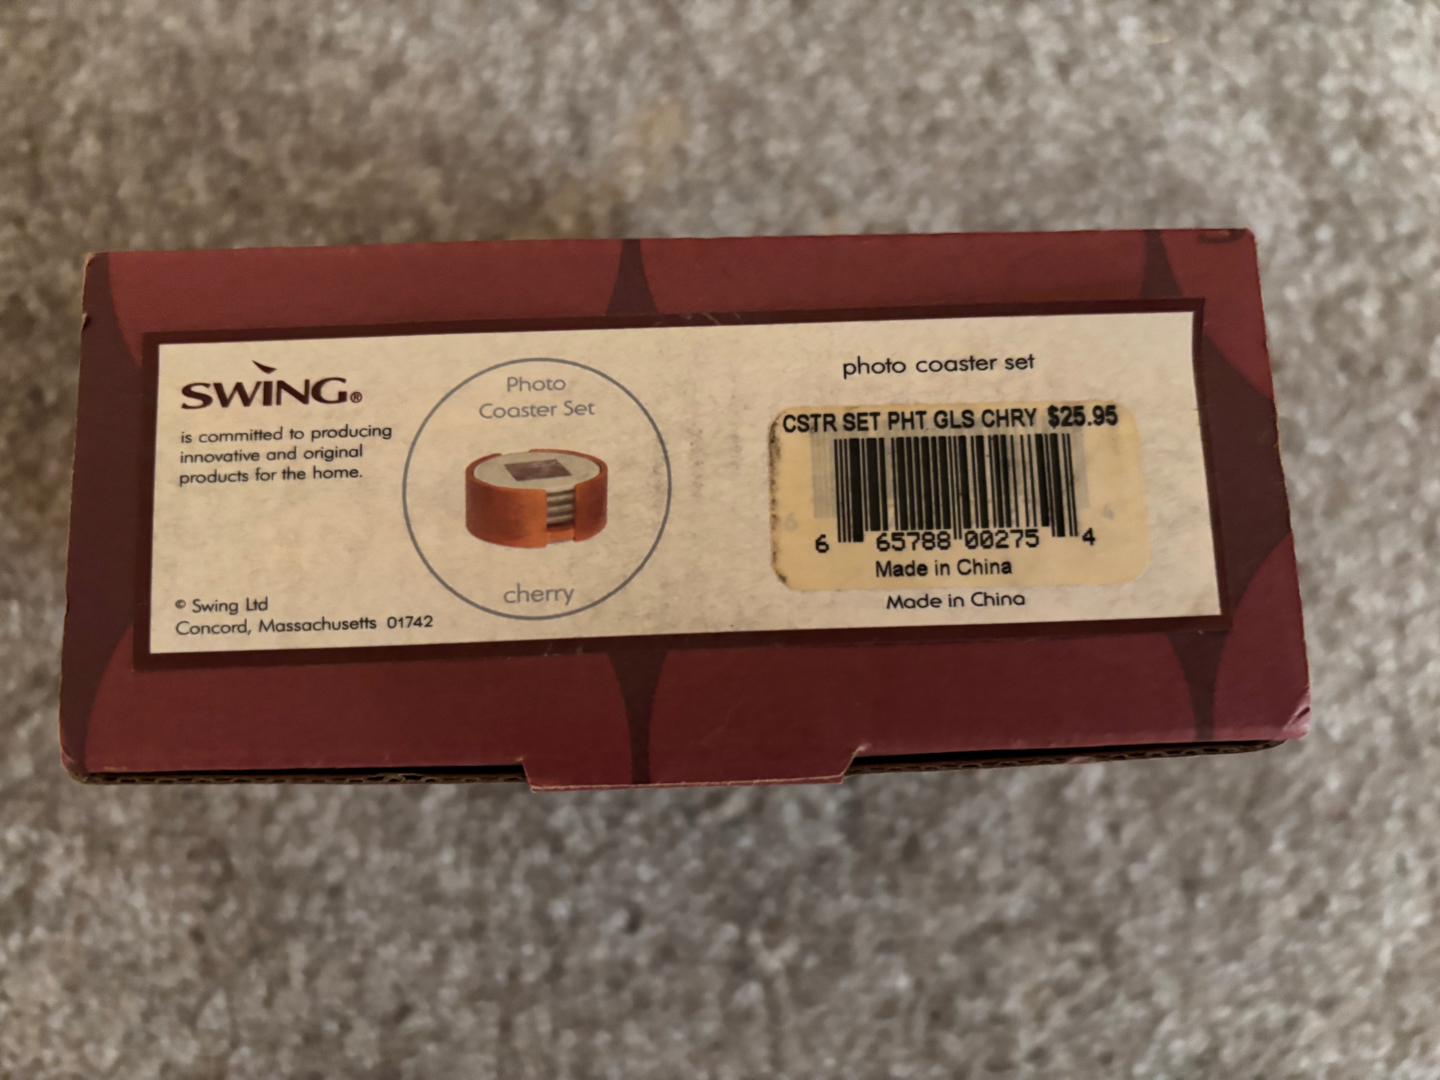 SWING®
is committed to producing
innovative and original
products for the home.
© Swing Ltd
Concord, Massachusetts 01742
Photo
Coaster Set
cherry
photo coaster set
CSTR SET PHT GLS CHRY $25.95
6 65788 00275 4
Made in China
Made in China